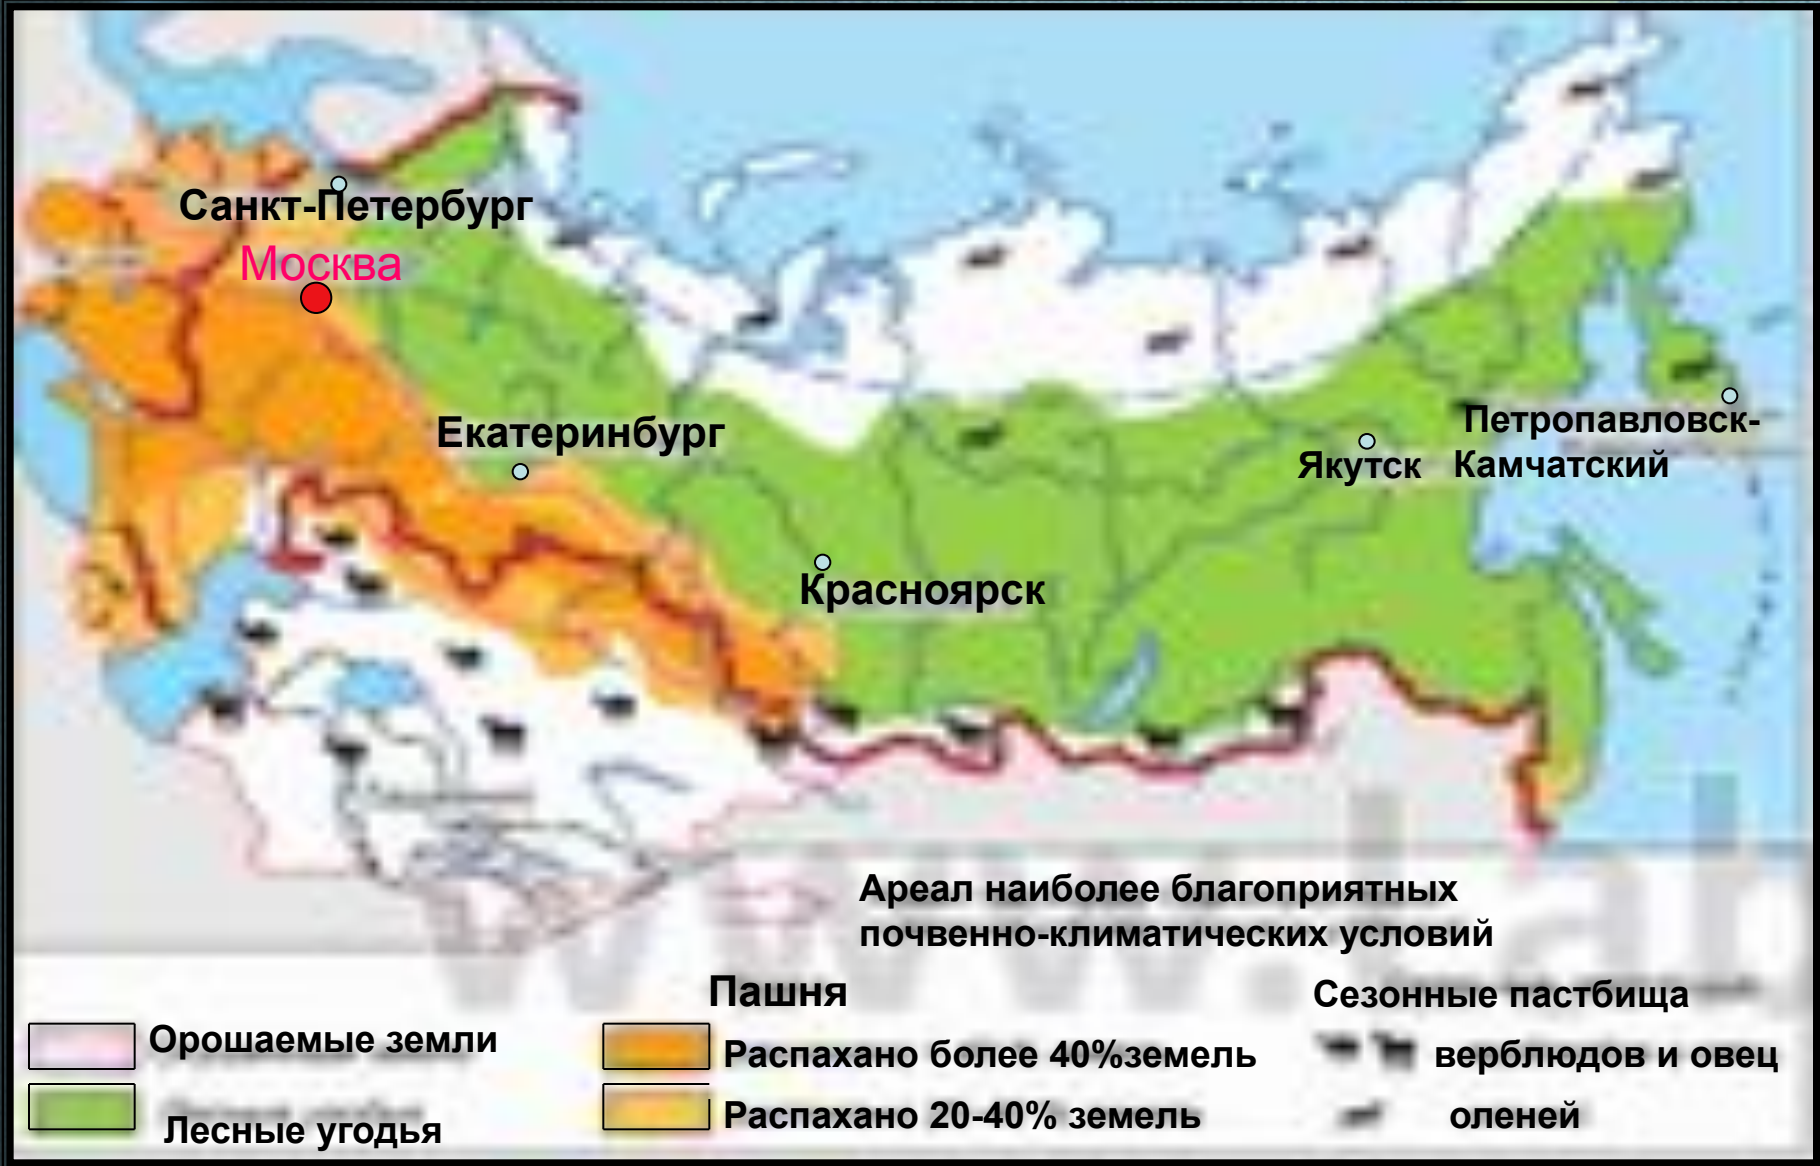 Санкт-Петербург
Москва
Екатеринбург
Петропавловск-
Якутск Камчатский
Красноярск
Ареал наиболее благоприятных
почвенно-климатических условий
Пашня
Сезонные пастбища
Орошаемые земли
Распахано более 40%земель
верблюдов и овец
Лесные угодья
Распахано 20-40% земель
оленей